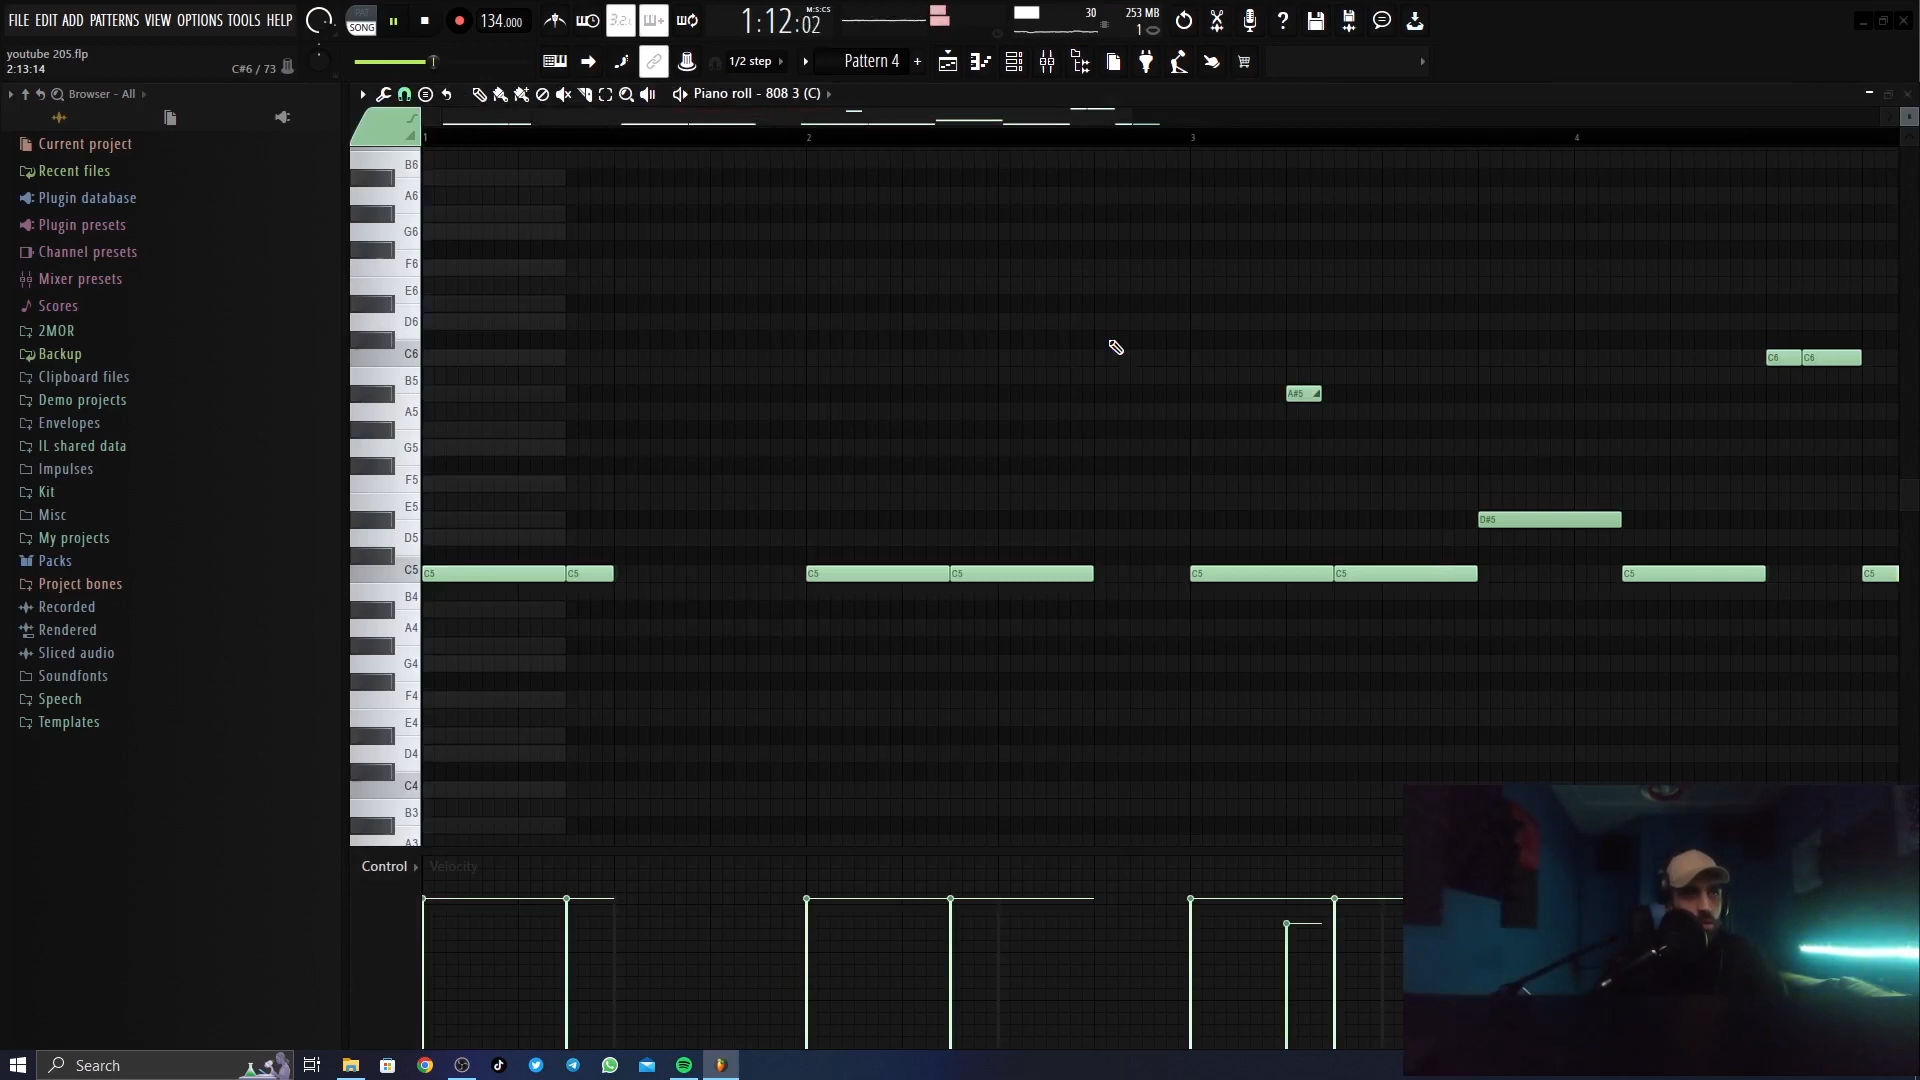 FILE EDIT ADD PATTERNS VIEW OPTIONS TOOLS HELP
PAT
SONG
134.000
3.2.1
1:12:02
M:S:CS
30
253 MB
1
youtube 205.flp
2:13:14
C#6 / 73
1/2 step
Pattern 4
Browser - All
Piano roll - 808 3 (C)
Current project
Recent files
Plugin database
Plugin presets
Channel presets
Mixer presets
Scores
2MOR
Backup
Clipboard files
Demo projects
Envelopes
IL shared data
Impulses
Kit
Misc
My projects
Packs
Project bones
Recorded
Rendered
Sliced audio
Soundfonts
Speech
Templates
1
2
3
4
B6
A6
G6
F6
E6
D6
C6
C6 C6
B5
A#5
A5
G5
F5
E5
D#5
D5
C5
C5 C5 C5 C5 C5 C5 C5 C5
B4
A4
G4
F4
E4
D4
C4
B3
A3
Control
Velocity
Search